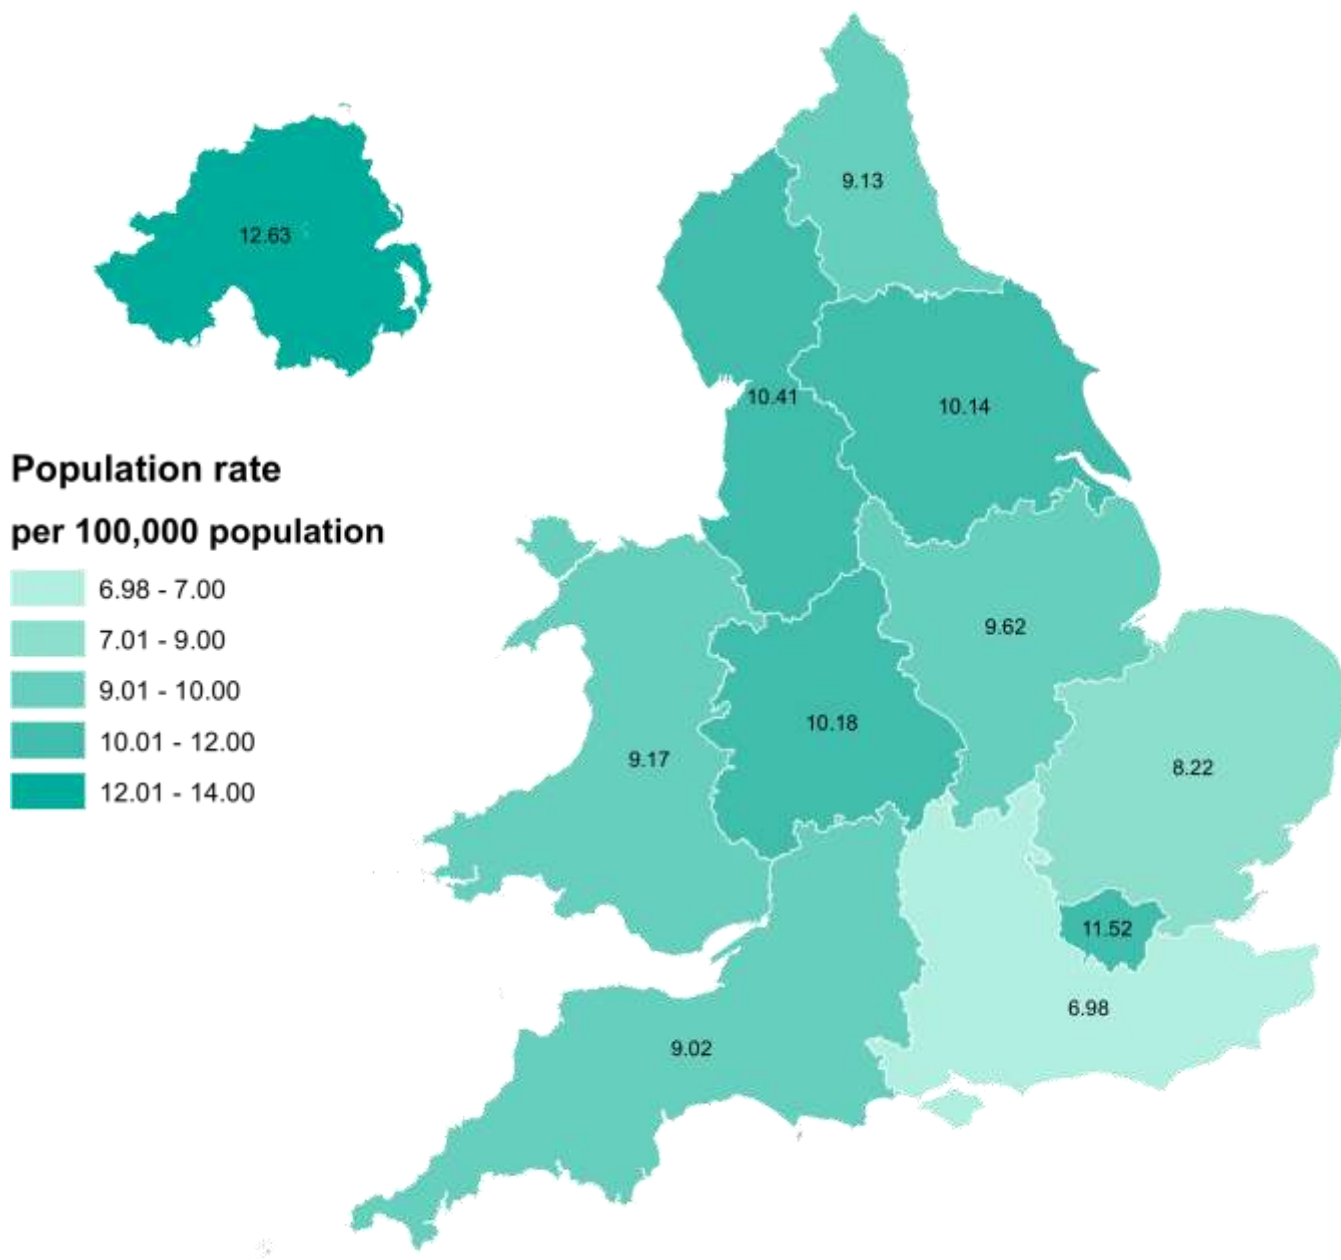 9.13
12.63
10.41
10.14
Population rate
per 100,000 population
6.98 - 7.00
7.01 - 9.00
9.01 - 10.00
10.01 - 12.00
12.01 - 14.00
9.62
10.18
9.17
8.22
11.52
6.98
9.02